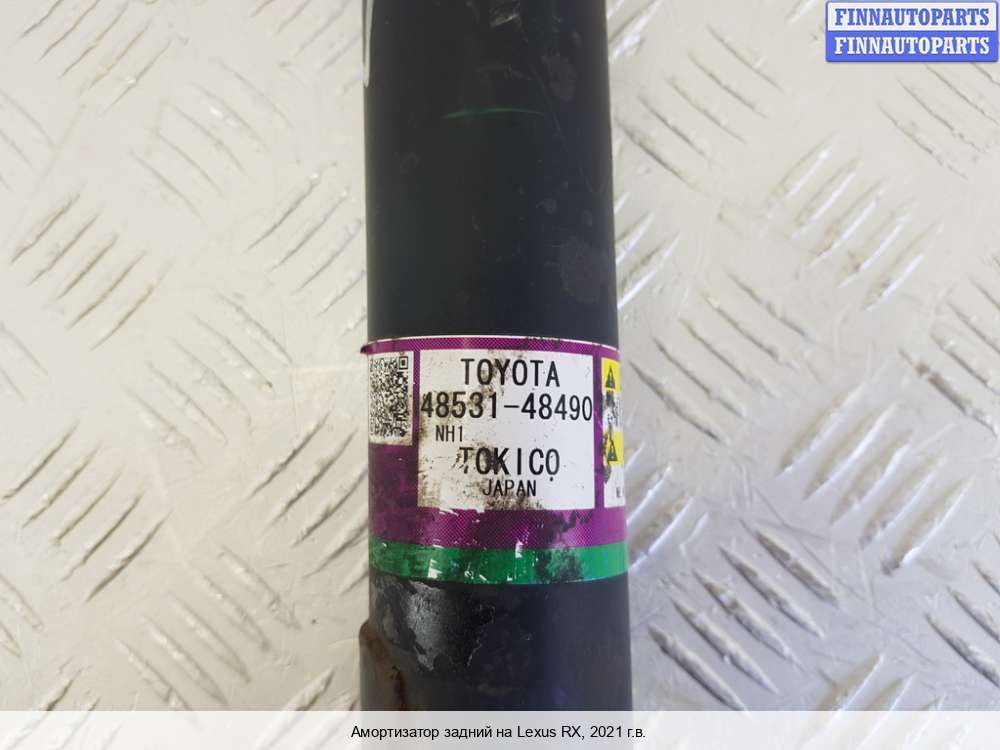 FINNAUTOPARTS
FINNAUTOPARTS
TOYOTA
48531-48490
NH1
TOKICO
JAPAN
Амортизатор задний на Lexus RX, 2021 г.в.